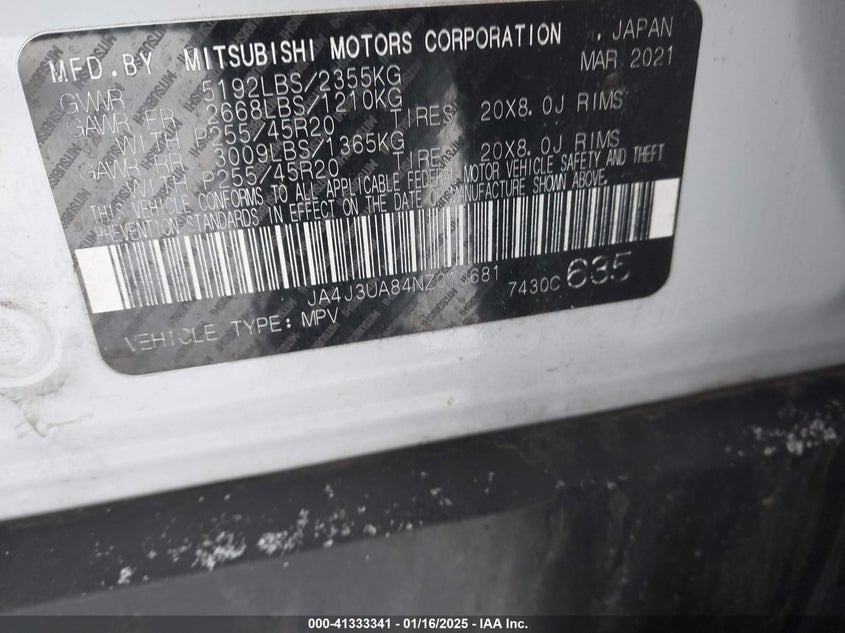 MFD.BY MITSUBISHI MOTORS CORPORATION JAPAN
MAR 2021
GVWR 5192LBS/2355KG
GAWR FR 2668LBS/1210KG
WITH P255/45R20 TIRES 20X8.0J RIMS
GAWR RR 3009LBS/1365KG
WITH P255/45R20 TIRES 20X8.0J RIMS
THIS VEHICLE CONFORMS TO ALL APPLICABLE FEDERAL MOTOR VEHICLE SAFETY AND THEFT
PREVENTION STANDARDS IN EFFECT ON THE DATE OF MANUFACTURE SHOWN ABOVE.
7430C 635
VEHICLE TYPE: MPV
000-41333341 - 01/16/2025 - IAA Inc.